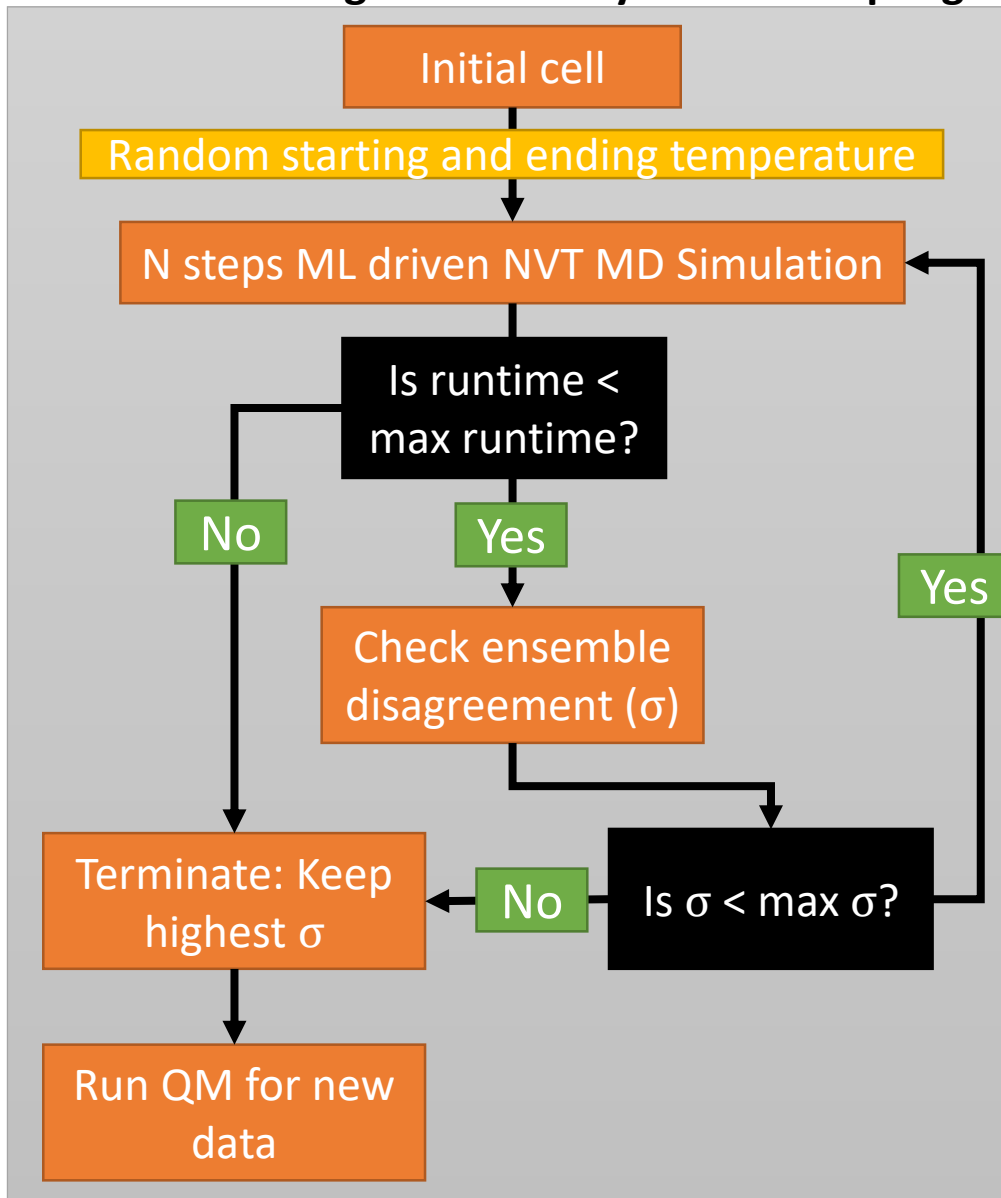 Initial cell
Random starting and ending temperature
N steps ML driven NVT MD Simulation
Is runtime <
max runtime?
No
Yes
Yes
Check ensemble
disagreement (σ)
Terminate: Keep
highest σ
No
Is σ < max σ?
Run QM for new
data